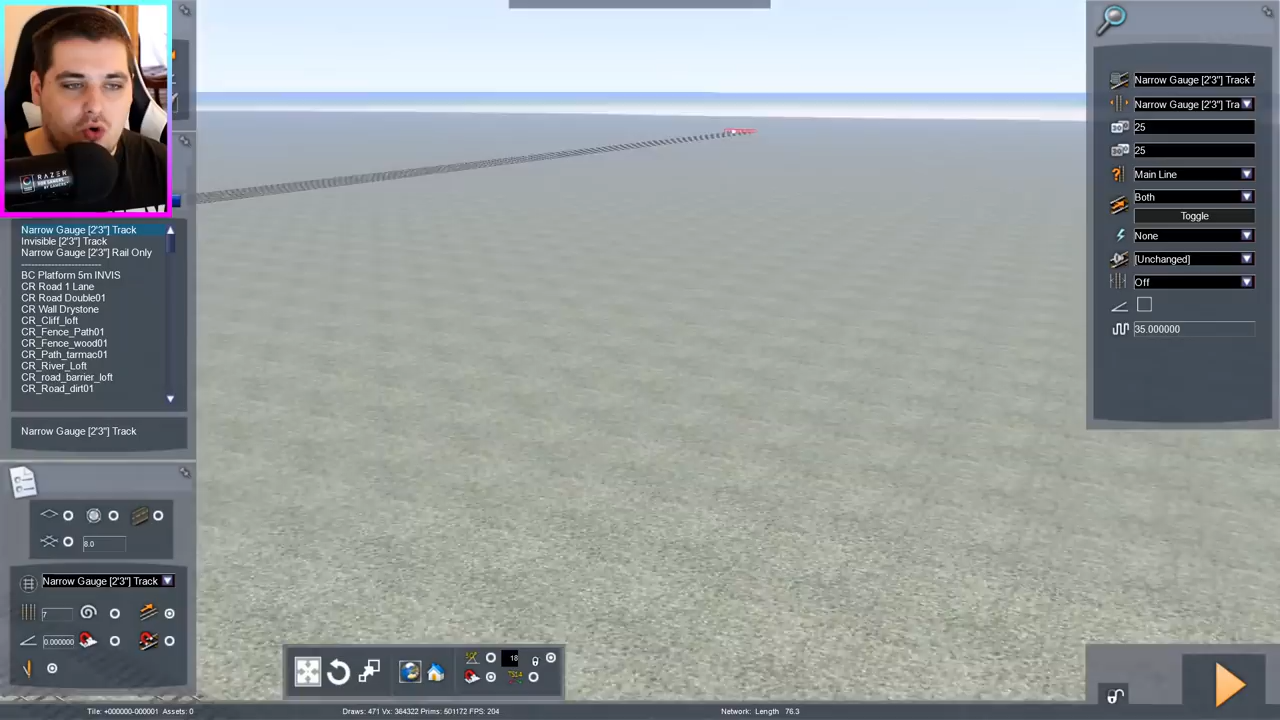 RAZER
Narrow Gauge [2'3"] Track
Invisible [2'3"] Track
Narrow Gauge [2'3"] Rail Only
--------------------
BC Platform 5m INVIS
CR Road 1 Lane
CR Road Double01
CR Wall Drystone
CR_Cliff_loft
CR_Fence_Path01
CR_Fence_wood01
CR_Path_tarmac01
CR_River_Loft
CR_road_barrier_loft
CR_Road_dirt01
Narrow Gauge [2'3"] Track
8.0
Narrow Gauge [2'3"] Track
7
0.000000
18
Narrow Gauge [2'3"] Track F
Narrow Gauge [2'3"] Tra
25
25
Main Line
Both
Toggle
None
[Unchanged]
Off
35.000000
Tile: +000000-000001 Assets: 0
Draws: 471 Vx: 364322 Prims: 501172 FPS: 204
Network: Length 76.3